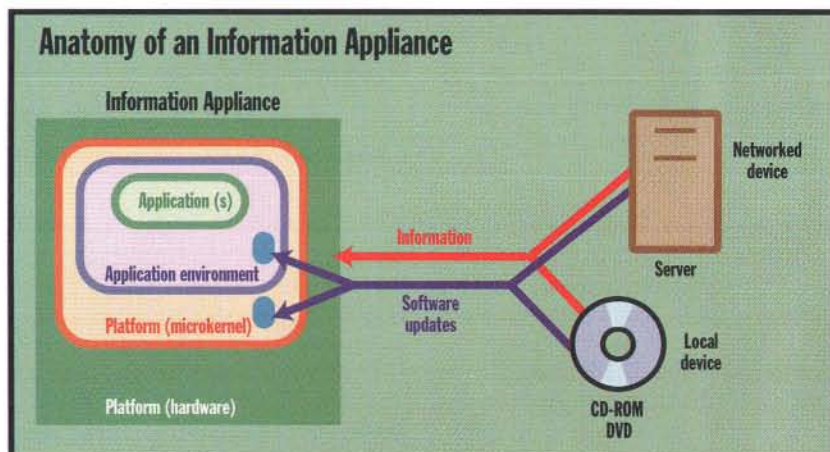 Anatomy of an Information Appliance
Information Appliance
Application (s)
Application environment
Platform (microkernel)
Platform (hardware)
Information
Software
updates
Networked
device
Server
Local
device
CD-ROM
DVD